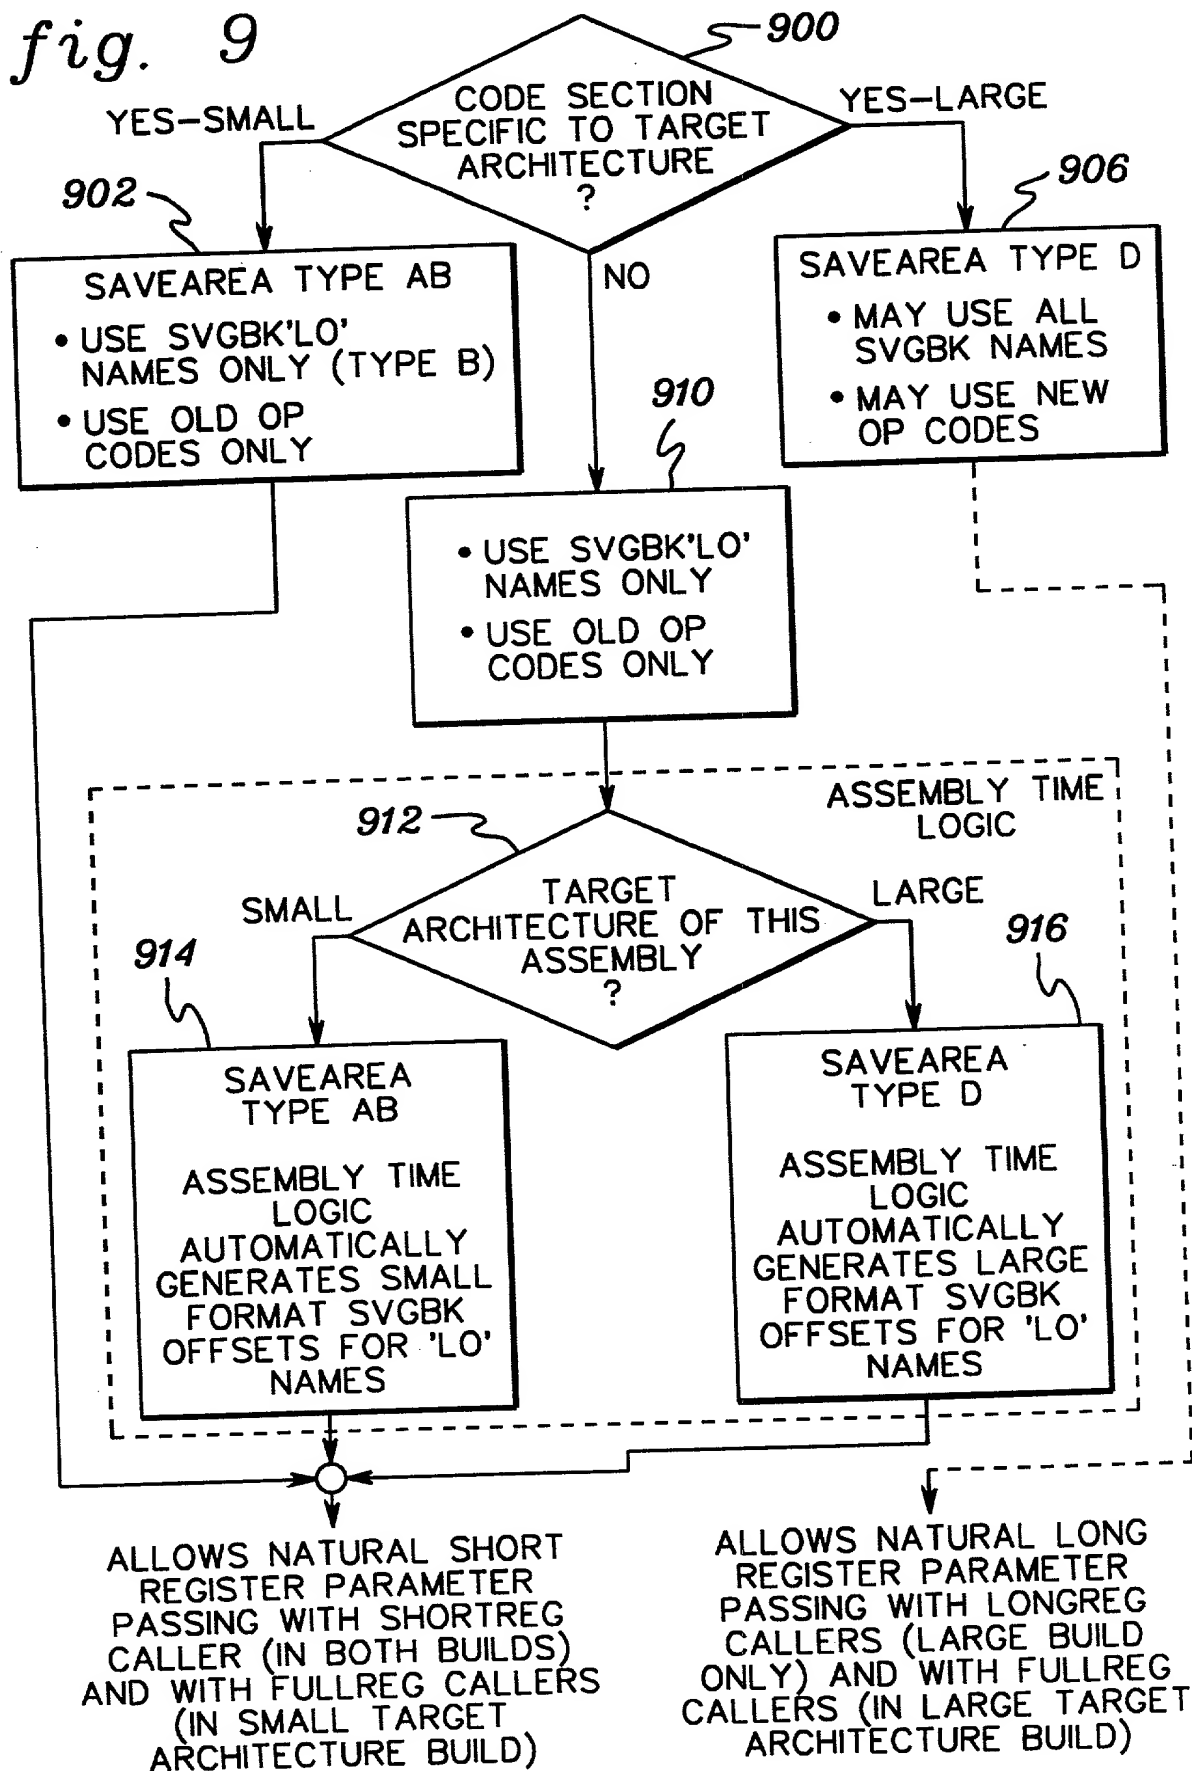 fig. 9
900
CODE SECTION
SPECIFIC TO TARGET
ARCHITECTURE
?
YES-SMALL
YES-LARGE
NO
902
SAVEAREA TYPE AB
• USE SVGBK'LO'
NAMES ONLY (TYPE B)
• USE OLD OP
CODES ONLY
906
SAVEAREA TYPE D
• MAY USE ALL
SVGBK NAMES
• MAY USE NEW
OP CODES
910
• USE SVGBK'LO'
NAMES ONLY
• USE OLD OP
CODES ONLY
ASSEMBLY TIME
LOGIC
912
TARGET
ARCHITECTURE OF THIS
ASSEMBLY
?
SMALL
LARGE
914
SAVEAREA
TYPE AB
ASSEMBLY TIME
LOGIC
AUTOMATICALLY
GENERATES SMALL
FORMAT SVGBK
OFFSETS FOR 'LO'
NAMES
916
SAVEAREA
TYPE D
ASSEMBLY TIME
LOGIC
AUTOMATICALLY
GENERATES LARGE
FORMAT SVGBK
OFFSETS FOR 'LO'
NAMES
ALLOWS NATURAL SHORT
REGISTER PARAMETER
PASSING WITH SHORTREG
CALLER (IN BOTH BUILDS)
AND WITH FULLREG CALLERS
(IN SMALL TARGET
ARCHITECTURE BUILD)
ALLOWS NATURAL LONG
REGISTER PARAMETER
PASSING WITH LONGREG
CALLERS (LARGE BUILD
ONLY) AND WITH FULLREG
CALLERS (IN LARGE TARGET
ARCHITECTURE BUILD)